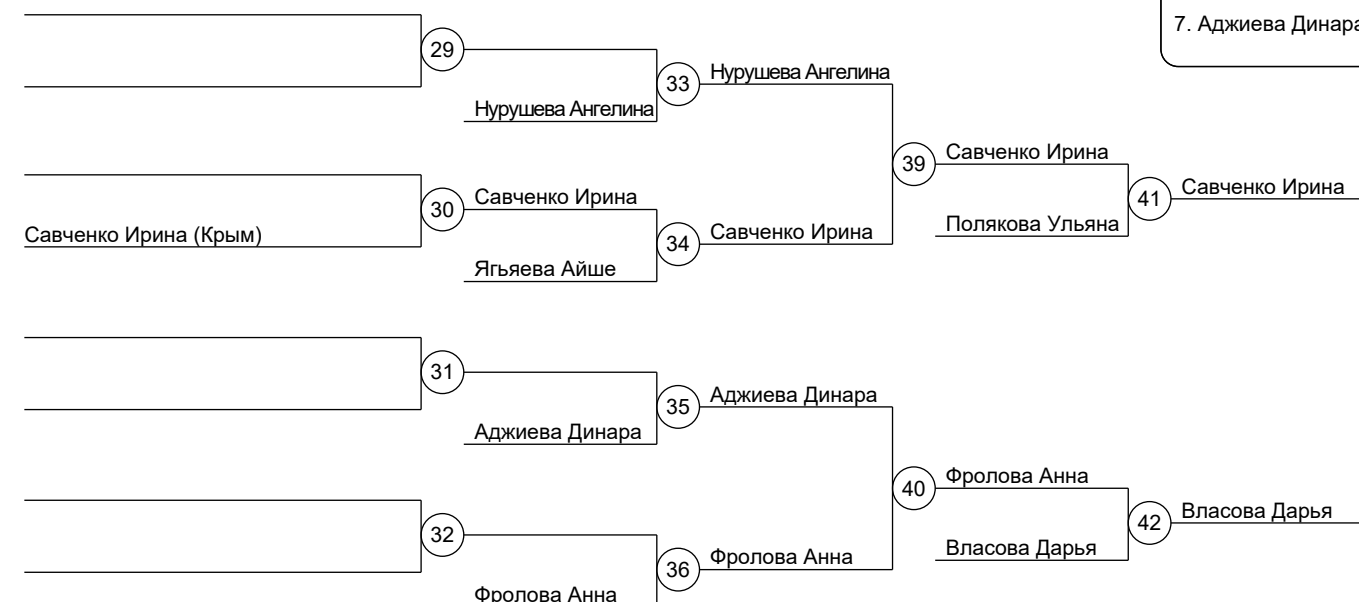 7. Аджиева Динара
29
33
Нурушева Ангелина
Нурушева Ангелина
39
Савченко Ирина
30
Савченко Ирина
41
Савченко Ирина
Савченко Ирина (Крым)
34
Савченко Ирина
Полякова Ульяна
Ягьяева Айше
31
35
Аджиева Динара
Аджиева Динара
40
Фролова Анна
42
Власова Дарья
32
36
Фролова Анна
Власова Дарья
Фролова Анна